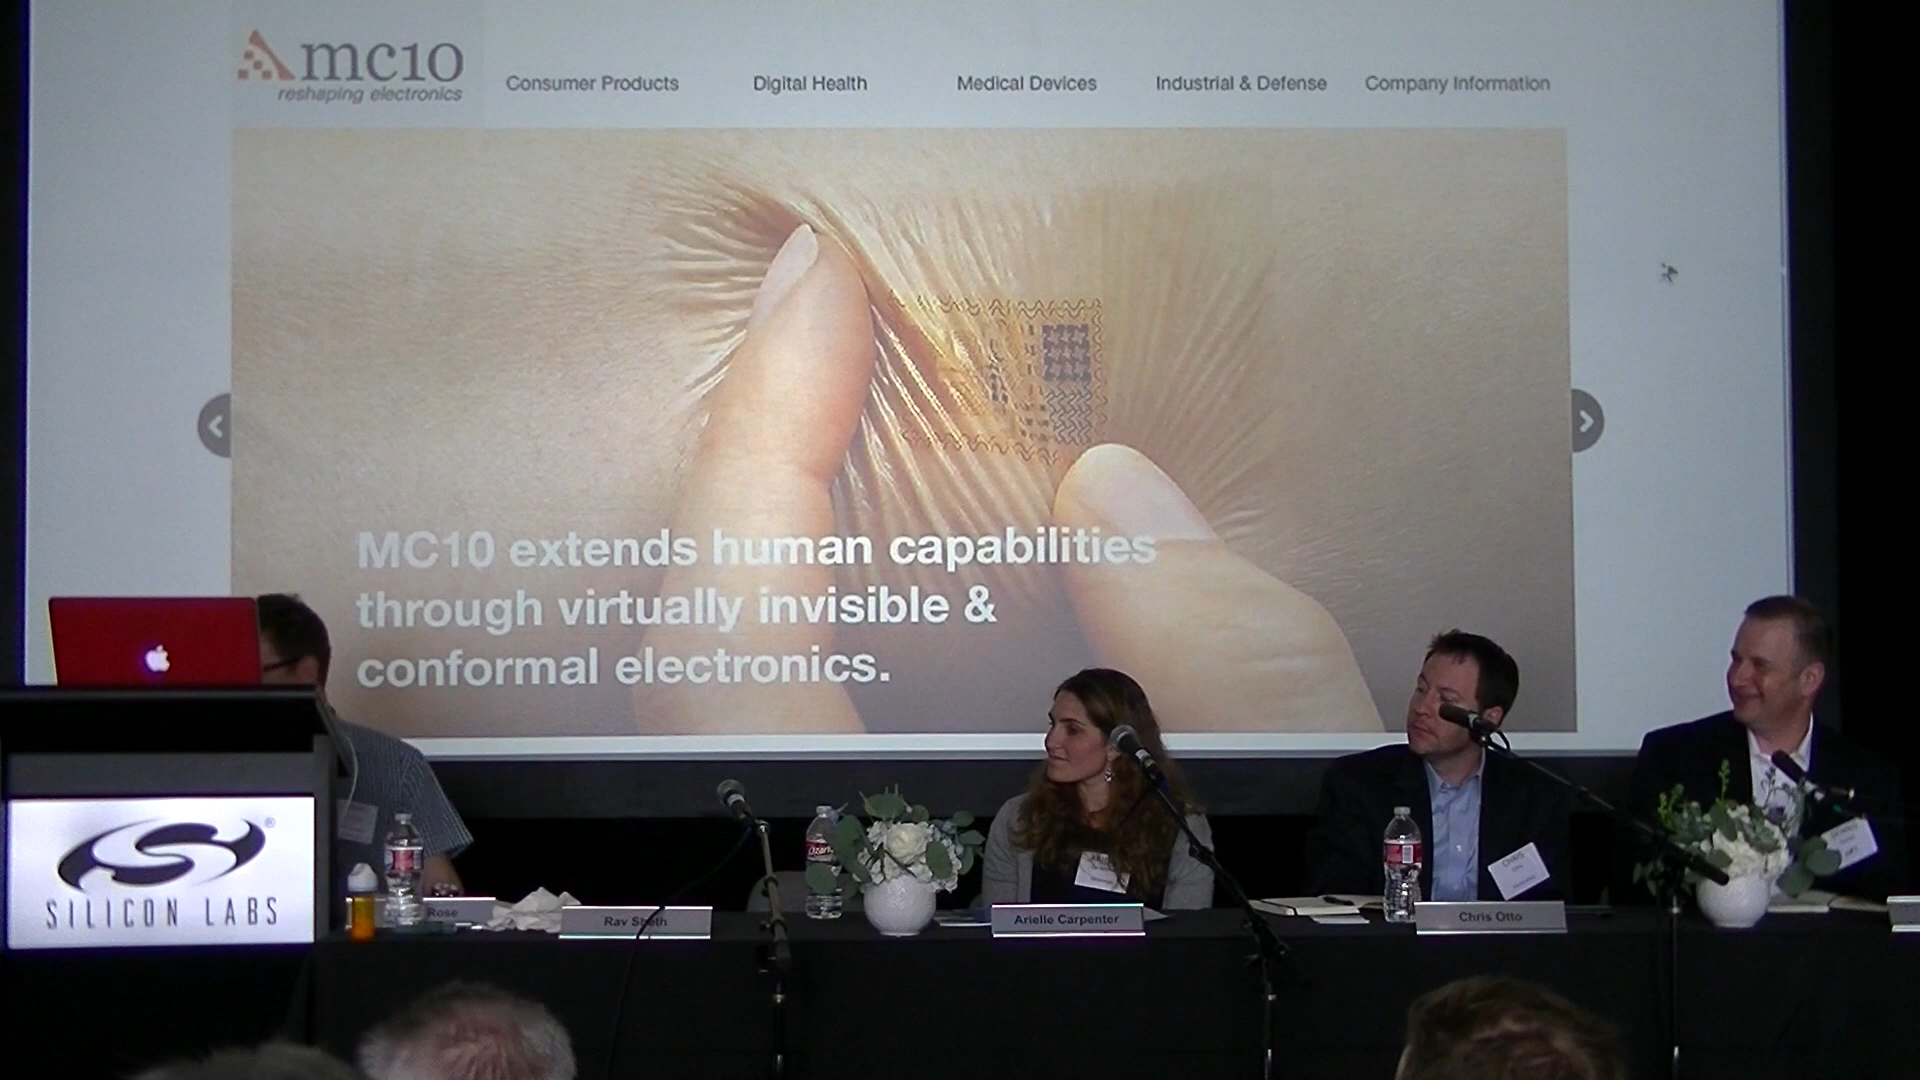 mc10
reshaping electronics
Consumer Products
Digital Health
Medical Devices
Industrial & Defense
Company Information
MC10 extends human capabilities
through virtually invisible &
conformal electronics.
SILICON LABS
®
Rose
Rav Sheth
Arielle Carpenter
Chris Otto
CHRIS